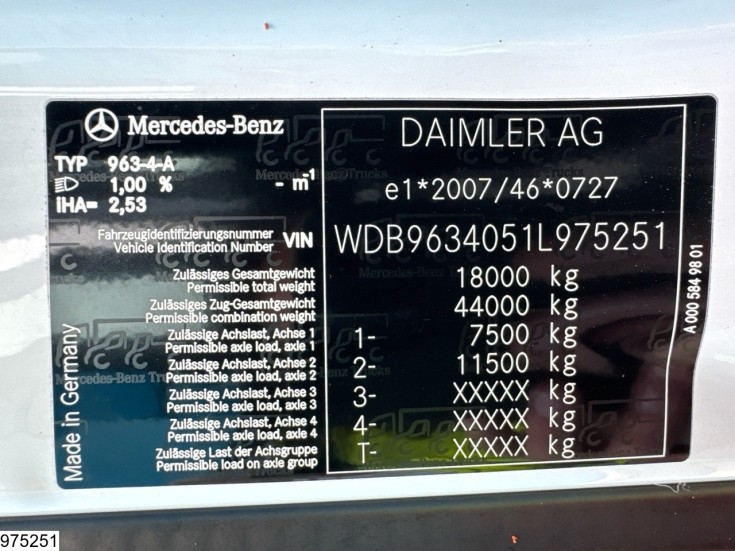 Mercedes-Benz
DAIMLER AG
TYP 963-4-A
1,00 % - m⁻¹
iHA= 2,53
e1*2007/46*0727
Fahrzeugidentifizierungsnummer
Vehicle Identification Number VIN WDB9634051L975251
Zulässiges Gesamtgewicht
Permissible total weight 18000 kg
Zulässiges Zug-Gesamtgewicht
Permissible combination weight 44000 kg
Zulässige Achslast, Achse 1
Permissible axle load, axle 1 1- 7500 kg
Zulässige Achslast, Achse 2
Permissible axle load, axle 2 2- 11500 kg
Zulässige Achslast, Achse 3
Permissible axle load, axle 3 3- XXXXX kg
Zulässige Achslast, Achse 4
Permissible axle load, axle 4 4- XXXXX kg
Zulässige Last der Achsgruppe
Permissible load on axle group T- XXXXX kg
Made in Germany
A 000 584 98 01
Mercedes-Benz Trucks
975251